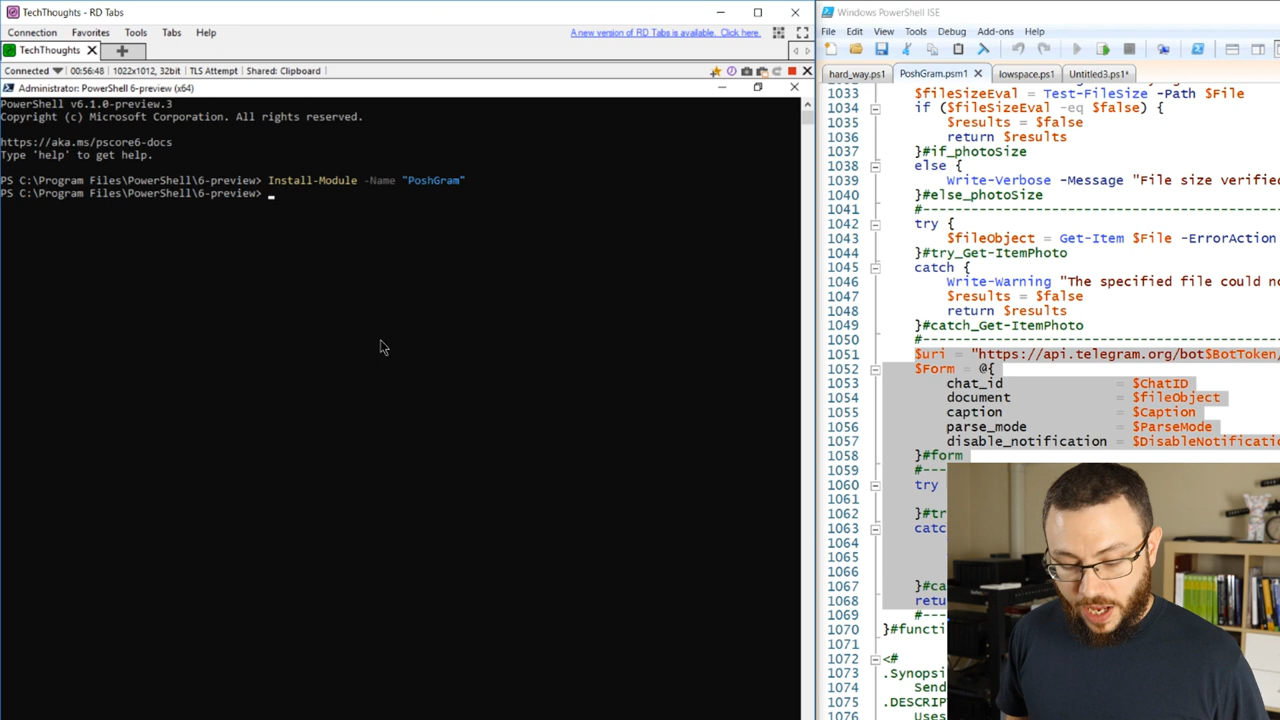 TechThoughts - RD Tabs
Connection Favorites Tools Tabs Help
A new version of RD Tabs is available. Click here.
TechThoughts
Connected 00:56:48 1022x1012, 32bit TLS Attempt Shared: Clipboard
Administrator: PowerShell 6-preview (x64)
PowerShell v6.1.0-preview.3
Copyright (c) Microsoft Corporation. All rights reserved.
https://aka.ms/pscore6-docs
Type 'help' to get help.
PS C:\Program Files\PowerShell\6-preview> Install-Module -Name "PoshGram"
PS C:\Program Files\PowerShell\6-preview>
Windows PowerShell ISE
File Edit View Tools Debug Add-ons Help
hard_way.ps1 PoshGram.psm1 lowspace.ps1 Untitled3.ps1*
1033 $fileSizeEval = Test-FileSize -Path $File
1034 if ($fileSizeEval -eq $false) {
1035 $results = $false
1036 return $results
1037 }#if_photoSize
1038 else {
1039 Write-Verbose -Message "File size verifie
1040 }#else_photoSize
1041 #---------------------------------------------
1042 try {
1043 $fileObject = Get-Item $File -ErrorAction
1044 }#try_Get-ItemPhoto
1045 catch {
1046 Write-Warning "The specified file could no
1047 $results = $false
1048 return $results
1049 }#catch_Get-ItemPhoto
1050 #---------------------------------------------
1051 $uri = "https://api.telegram.org/bot$BotToken/
1052 $Form = @{
1053 chat_id = $ChatID
1054 document = $fileObject
1055 caption = $Caption
1056 parse_mode = $ParseMode
1057 disable_notification = $DisableNotificatio
1058 }#form
1059 #---
1060 try
1061
1062 }#tr
1063 catc
1064
1065
1066
1067 }#ca
1068 retu
1069 #---
1070 }#functi
1071
1072 <#
1073 .Synopsi
1074 Send
1075 .DESCRIP
1076 Uses